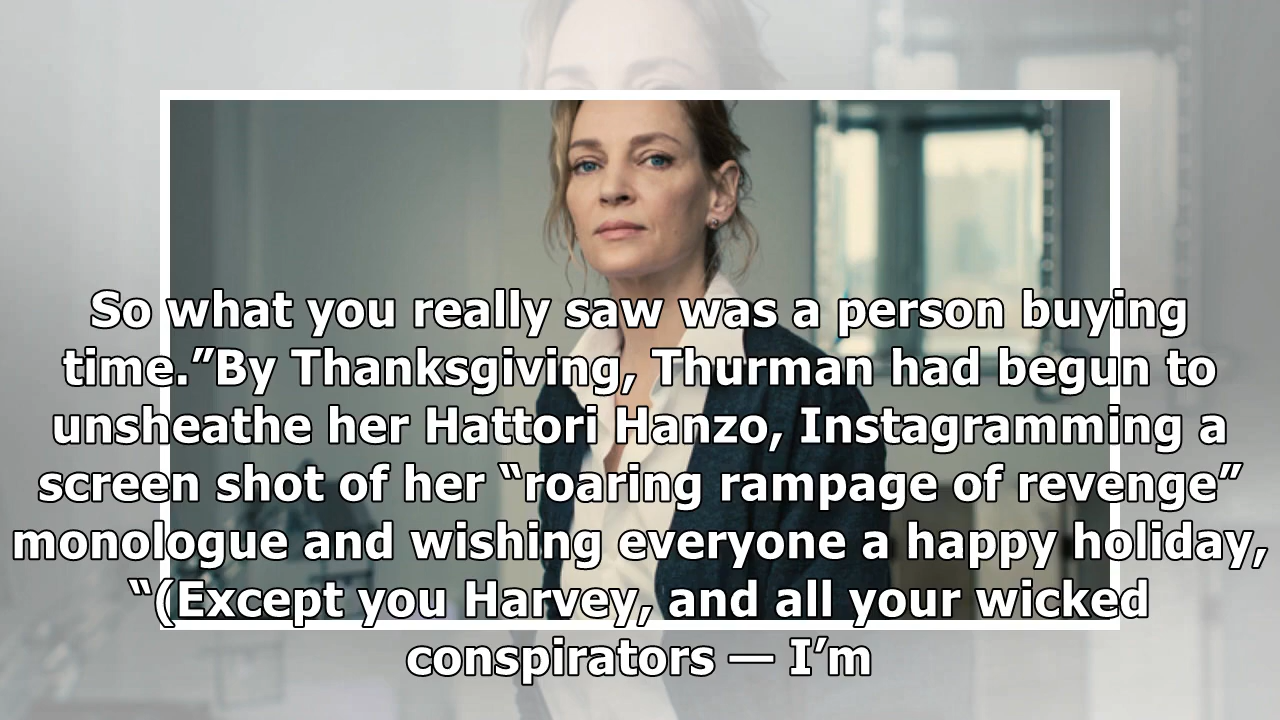 So what you really saw was a person buying
time.”By Thanksgiving, Thurman had begun to
unsheathe her Hattori Hanzo, Instagramming a
screen shot of her “roaring rampage of revenge”
monologue and wishing everyone a happy holiday,
“(Except you Harvey, and all your wicked
conspirators — I’m